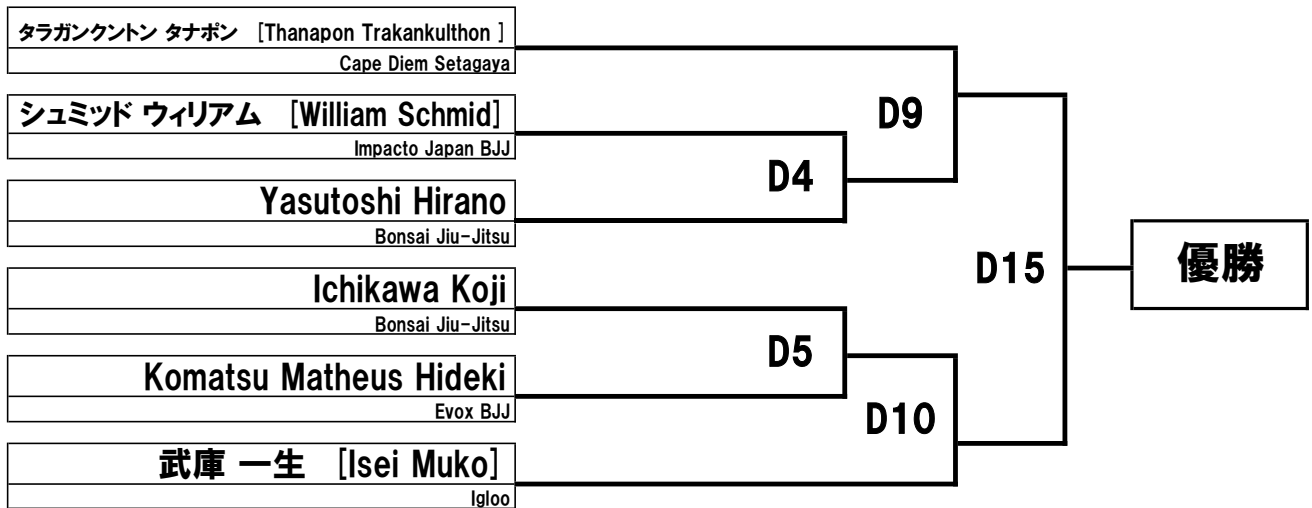 タラガンクントン タナポン [Thanapon Trakankulthon ]
Cape Diem Setagaya
シュミッド ウィリアム [William Schmid]
Impacto Japan BJJ
Yasutoshi Hirano
Bonsai Jiu-Jitsu
Ichikawa Koji
Bonsai Jiu-Jitsu
Komatsu Matheus Hideki
Evox BJJ
武庫 一生 [Isei Muko]
Igloo
D4
D5
D9
D10
D15
優勝